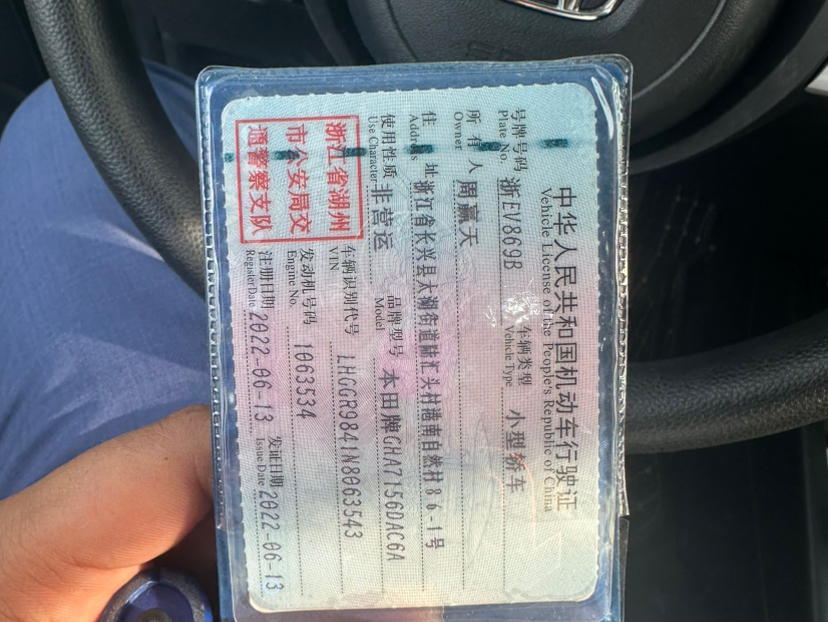 中华人民共和国机动车行驶证
Vehicle License of the People's Republic of China
号牌号码 浙EV869B 车辆类型 小型轿车
Plate No. Vehicle Type
所有人 周赢天
Owner
住址 浙江省长兴县太湖街道陆汇头村港南自然村86-1号
Address
使用性质 非营运 品牌型号 本田牌GHA7156DAC6A
Use Character Model
浙江省湖州
市公安局交
通警察支队
车辆识别代号 LHGGR9841N8063543
VIN
发动机号码 1063534
Engine No.
注册日期 2022-06-13 发证日期 2022-06-13
Register Date Issue Date